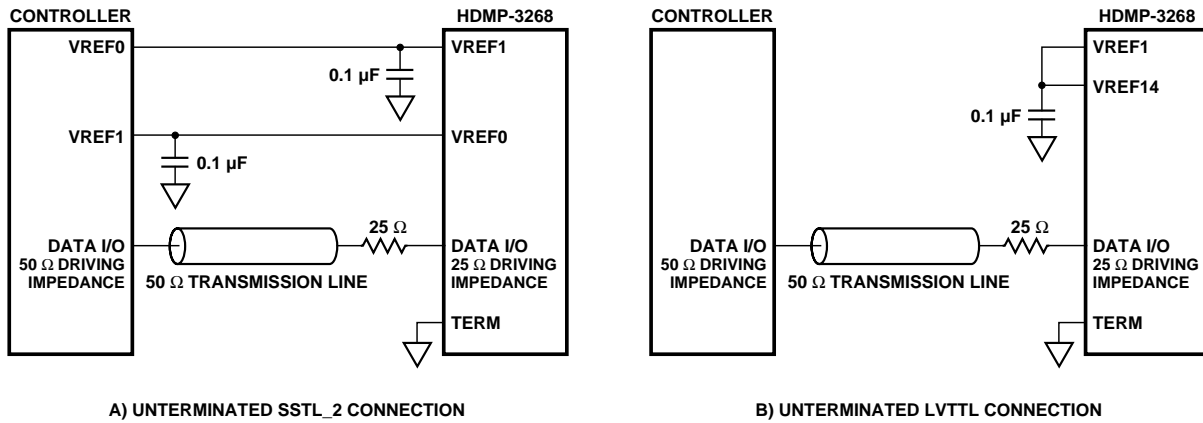 CONTROLLER
HDMP-3268
VREF0
VREF1
0.1 µF
VREF1
VREF0
0.1 µF
25 Ω
DATA I/O
50 Ω DRIVING
IMPEDANCE
50 Ω TRANSMISSION LINE
DATA I/O
25 Ω DRIVING
IMPEDANCE
TERM
A) UNTERMINATED SSTL_2 CONNECTION
CONTROLLER
HDMP-3268
VREF1
VREF14
0.1 µF
25 Ω
DATA I/O
50 Ω DRIVING
IMPEDANCE
50 Ω TRANSMISSION LINE
DATA I/O
25 Ω DRIVING
IMPEDANCE
TERM
B) UNTERMINATED LVTTL CONNECTION